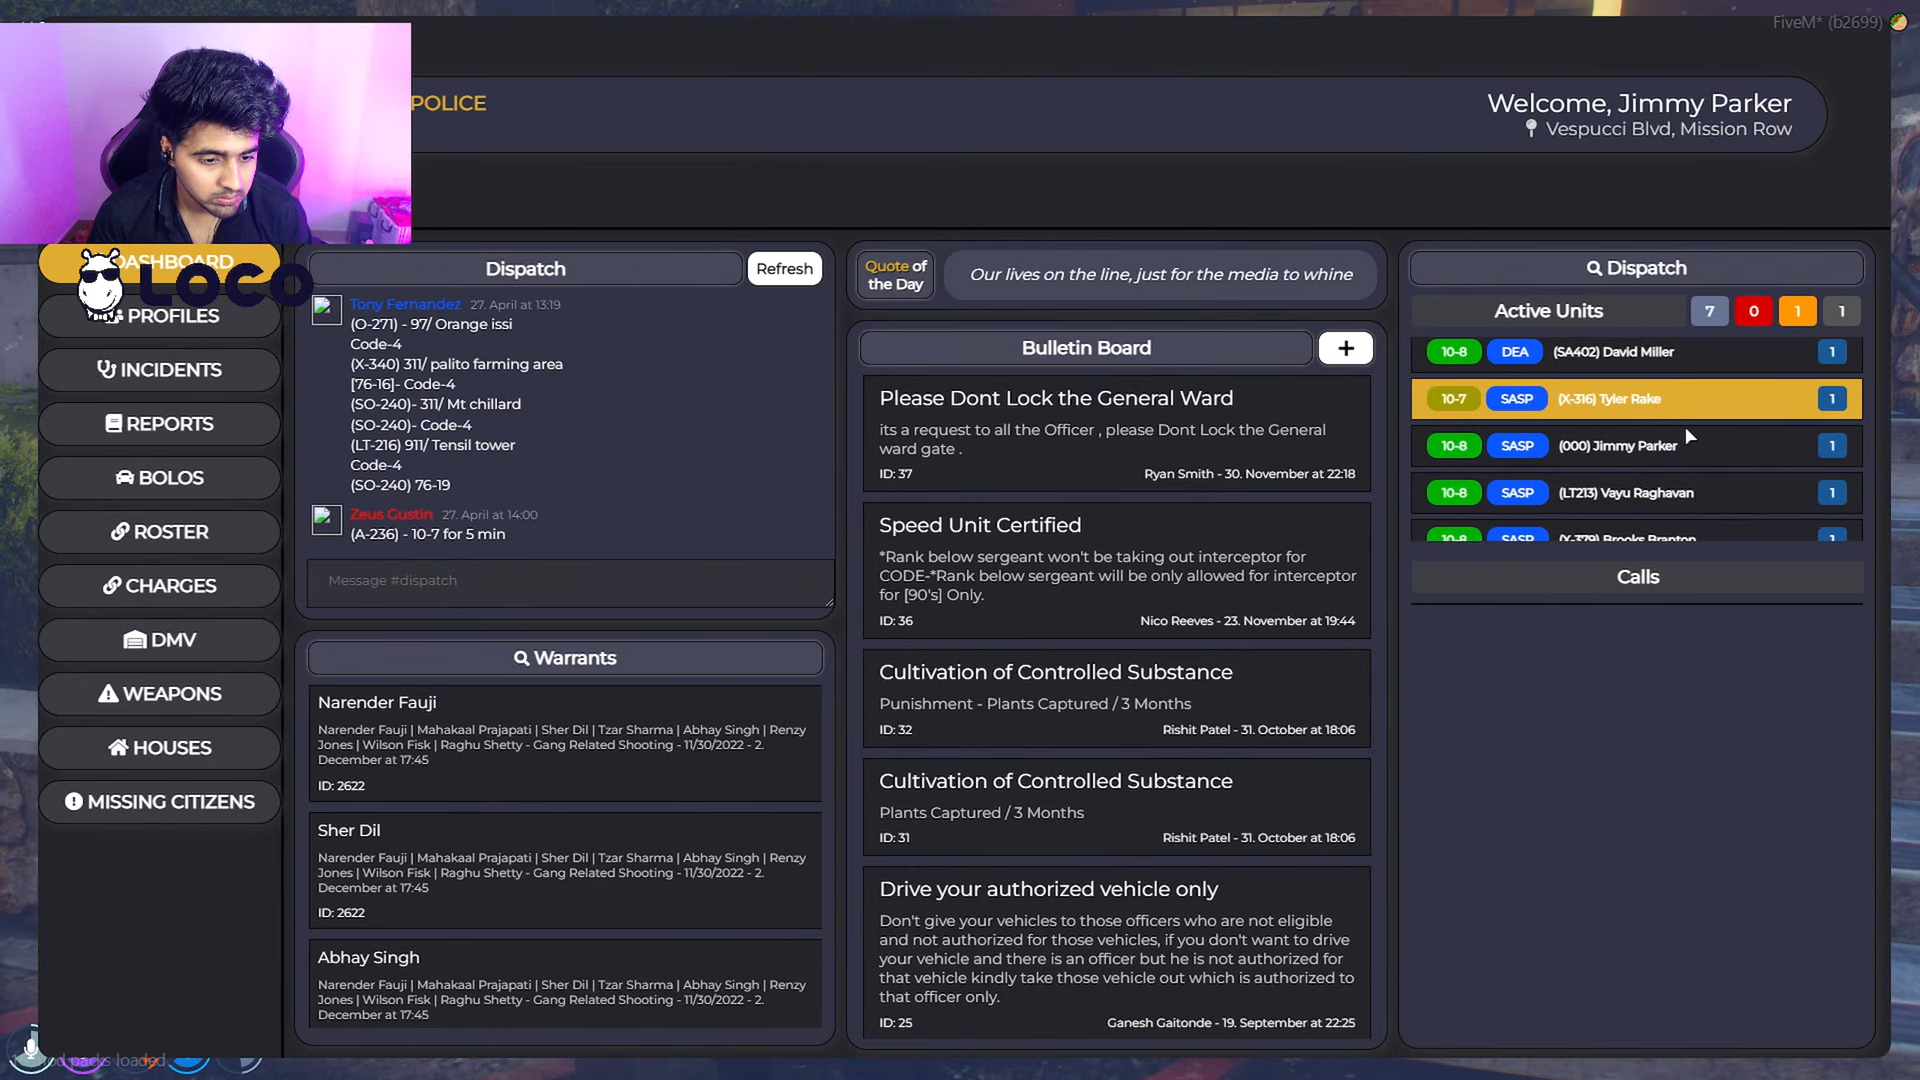 FiveM* (b2699)
POLICE
Welcome, Jimmy Parker
Vespucci Blvd, Mission Row
DASHBOARD
LOCO
PROFILES
INCIDENTS
REPORTS
BOLOS
ROSTER
CHARGES
DMV
WEAPONS
HOUSES
MISSING CITIZENS
Dispatch
Refresh
Tony Fernandez 27. April at 13:19
(O-271) - 97/ Orange issi
Code-4
(X-340) 311/ palito farming area
[76-16]- Code-4
(SO-240)- 311/ Mt chillard
(SO-240)- Code-4
(LT-216) 911/ Tensil tower
Code-4
(SO-240) 76-19
Zeus Gustin 27. April at 14:00
(A-236) - 10-7 for 5 min
Message #dispatch
Warrants
Narender Fauji
Narender Fauji | Mahakaal Prajapati | Sher Dil | Tzar Sharma | Abhay Singh | Renzy
Jones | Wilson Fisk | Raghu Shetty - Gang Related Shooting - 11/30/2022 - 2.
December at 17:45
ID: 2622
Sher Dil
Narender Fauji | Mahakaal Prajapati | Sher Dil | Tzar Sharma | Abhay Singh | Renzy
Jones | Wilson Fisk | Raghu Shetty - Gang Related Shooting - 11/30/2022 - 2.
December at 17:45
ID: 2622
Abhay Singh
Narender Fauji | Mahakaal Prajapati | Sher Dil | Tzar Sharma | Abhay Singh | Renzy
Jones | Wilson Fisk | Raghu Shetty - Gang Related Shooting - 11/30/2022 - 2.
December at 17:45
Quote of
the Day
Our lives on the line, just for the media to whine
Bulletin Board
+
Please Dont Lock the General Ward
its a request to all the Officer , please Dont Lock the General
ward gate .
ID: 37 Ryan Smith - 30. November at 22:18
Speed Unit Certified
*Rank below sergeant won't be taking out interceptor for
CODE-*Rank below sergeant will be only allowed for interceptor
for [90's] Only.
ID: 36 Nico Reeves - 23. November at 19:44
Cultivation of Controlled Substance
Punishment - Plants Captured / 3 Months
ID: 32 Rishit Patel - 31. October at 18:06
Cultivation of Controlled Substance
Plants Captured / 3 Months
ID: 31 Rishit Patel - 31. October at 18:06
Drive your authorized vehicle only
Don't give your vehicles to those officers who are not eligible
and not authorized for those vehicles, if you don't want to drive
your vehicle and there is an officer but he is not authorized for
that vehicle kindly take those vehicle out which is authorized to
that officer only.
ID: 25 Ganesh Gaitonde - 19. September at 22:25
Dispatch
Active Units 7 0 1 1
10-8 DEA (SA402) David Miller 1
10-7 SASP (X-316) Tyler Rake 1
10-8 SASP (000) Jimmy Parker 1
10-8 SASP (LT213) Vayu Raghavan 1
10-8 SASP (X-379) Brooks Branton 1
Calls
packs loaded